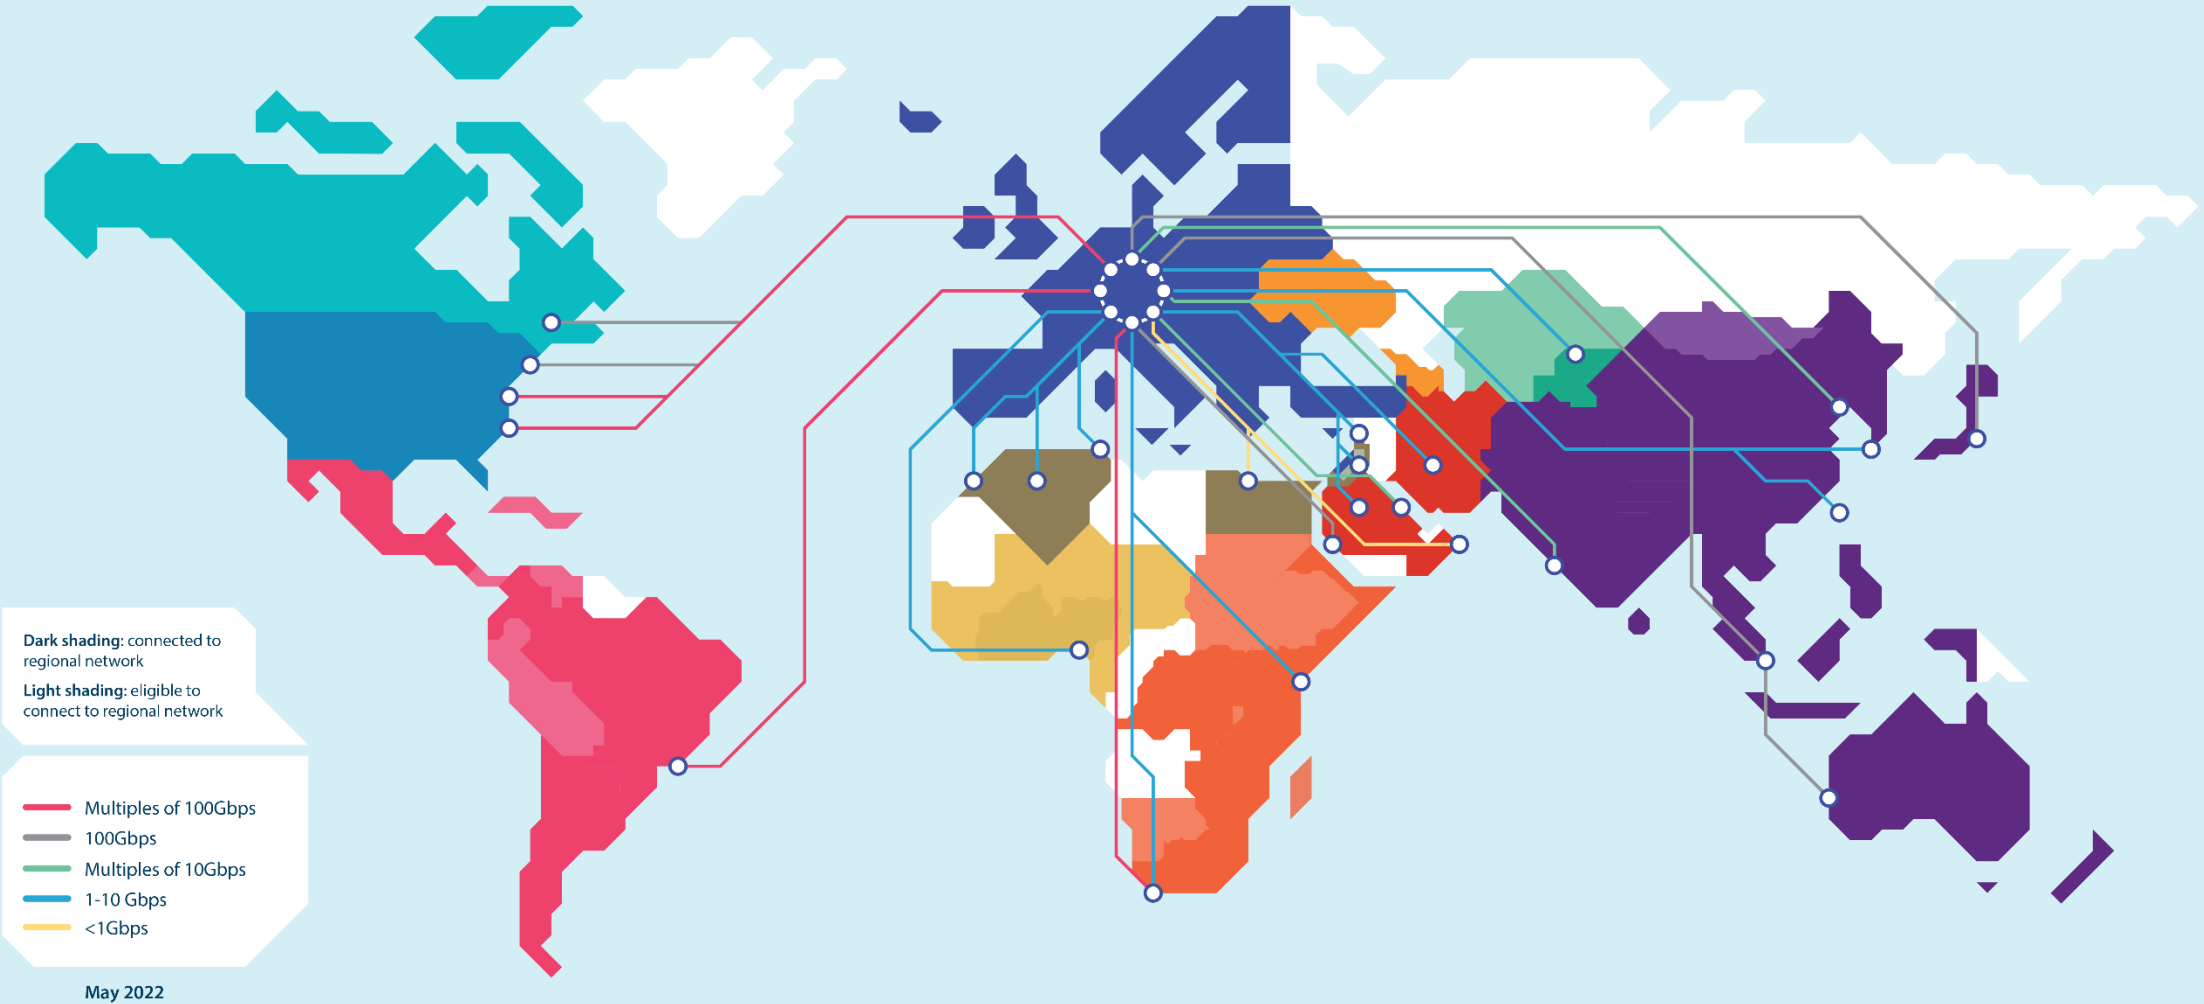 Dark shading: connected to
regional network
Light shading: eligible to
connect to regional network
Multiples of 100Gbps
100Gbps
Multiples of 10Gbps
1-10 Gbps
<1Gbps
May 2022